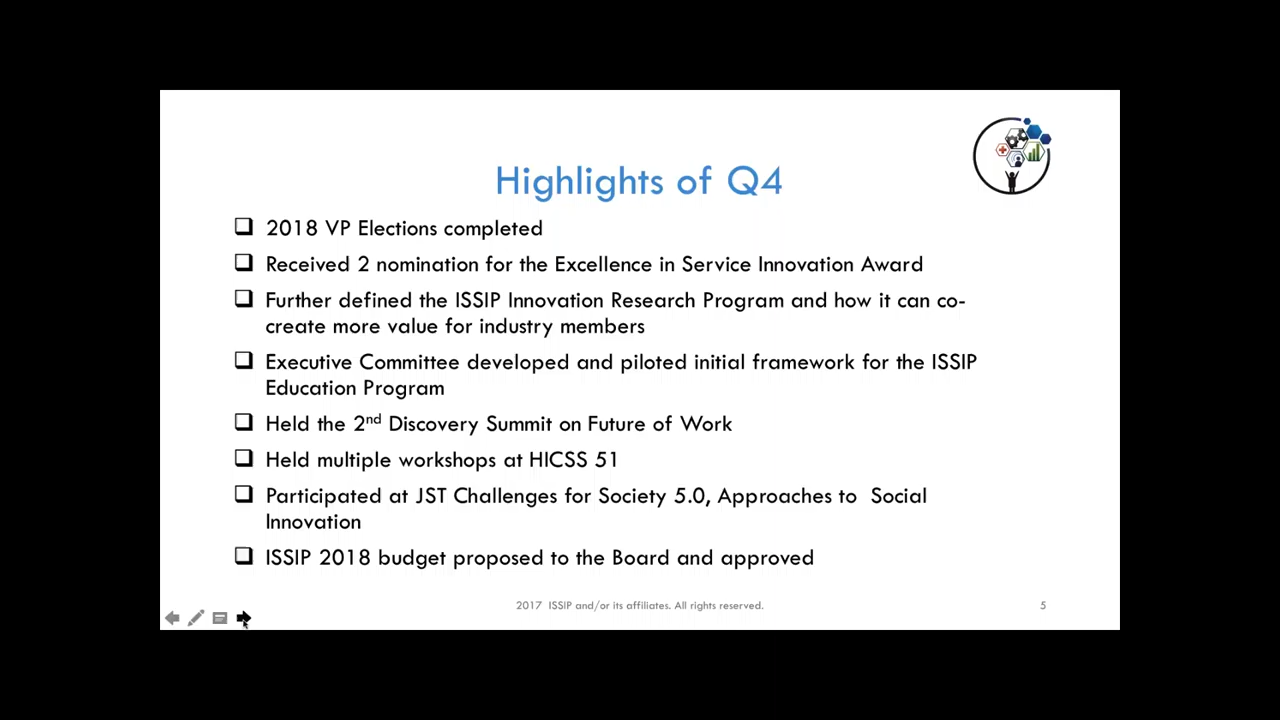 Highlights of Q4
2018 VP Elections completed
Received 2 nomination for the Excellence in Service Innovation Award
Further defined the ISSIP Innovation Research Program and how it can co-
create more value for industry members
Executive Committee developed and piloted initial framework for the ISSIP
Education Program
Held the 2nd Discovery Summit on Future of Work
Held multiple workshops at HICSS 51
Participated at JST Challenges for Society 5.0, Approaches to  Social
Innovation
ISSIP 2018 budget proposed to the Board and approved
2017  ISSIP and/or its affiliates. All rights reserved.
5